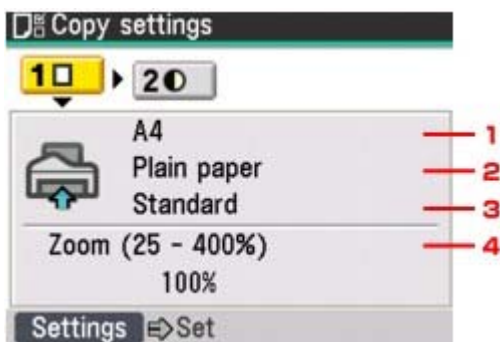 Copy settings
1 2
A4 1
Plain paper 2
Standard 3
Zoom (25 - 400%) 4
100%
Settings Set